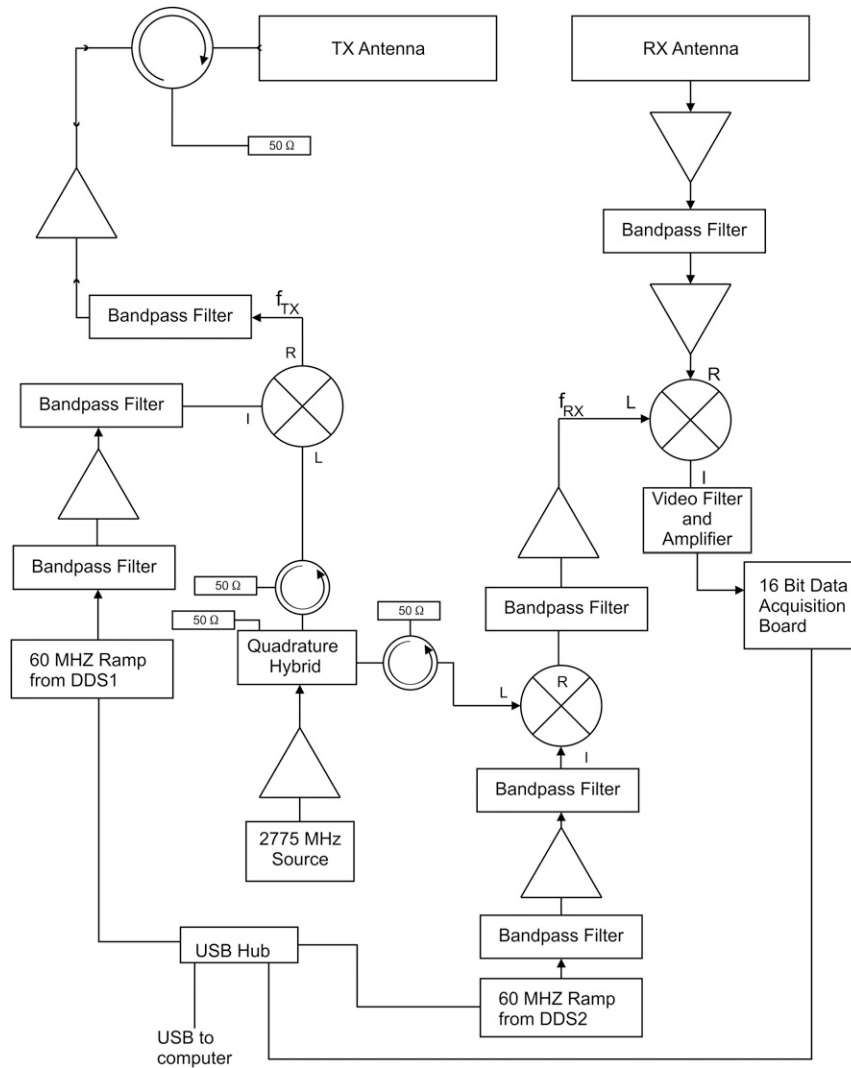 TX Antenna
RX Antenna
50 Ω
Bandpass Filter
f_TX
Bandpass Filter
R
R
Bandpass Filter
I
f_RX
L
L
I
Video Filter
and
Amplifier
Bandpass Filter
50 Ω
50 Ω
50 Ω
16 Bit Data
Acquisition
Board
Bandpass Filter
Quadrature
Hybrid
60 MHZ Ramp
from DDS1
R
L
I
Bandpass Filter
2775 MHz
Source
Bandpass Filter
USB Hub
60 MHZ Ramp
from DDS2
USB to
computer